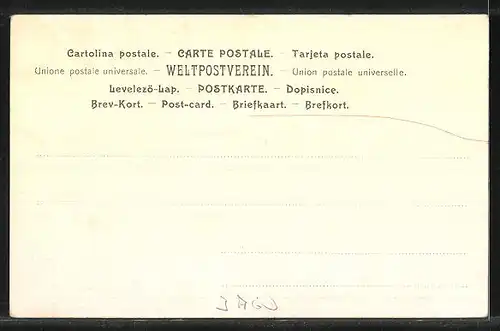 Cartolina postale. — CARTE POSTALE. — Tarjeta postale.
Unione postale universale. — WELTPOSTVEREIN. — Union postale universelle.
Levelező-Lap. — POSTKARTE. — Dopisnice.
Brev-Kort. — Post-card. — Briefkaart. — Brefkort.